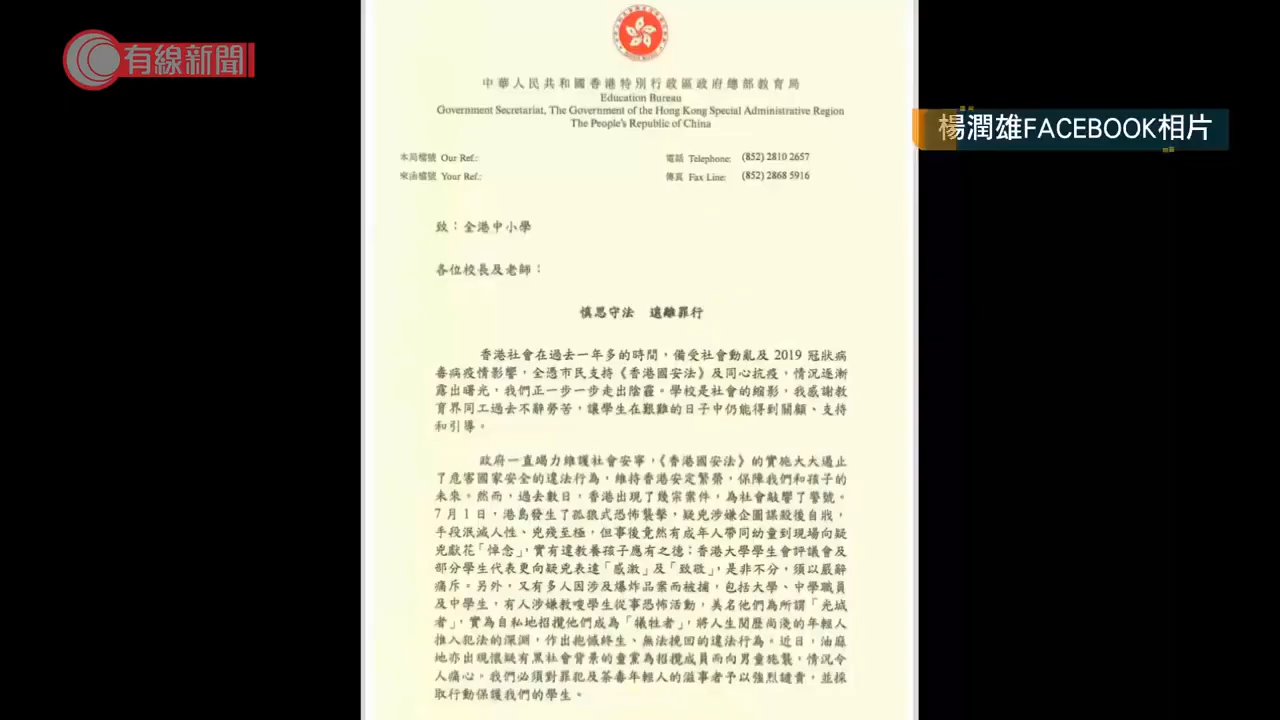 有線新聞
楊潤雄FACEBOOK相片
中華人民共和國香港特別行政區政府總部教育局
Education Bureau
Government Secretariat, The Government of the Hong Kong Special Administrative Region
The People's Republic of China
本局檔號 Our Ref.:
電話 Telephone: (852) 2810 2657
來函檔號 Your Ref.:
傳真 Fax Line: (852) 2868 5916
致：全港中小學
各位校長及老師：
慎思守法 遠離罪行
香港社會在過去一年多的時間，備受社會動亂及 2019 冠狀病
毒病疫情影響，全憑市民支持《香港國安法》及同心抗疫，情況逐漸
露出曙光，我們正一步一步走出陰霾。學校是社會的縮影，我感謝教
育界同工過去不辭勞苦，讓學生在艱難的日子中仍能得到關顧、支持
和引導。
政府一直竭力維護社會安寧，《香港國安法》的實施大大遏止
了危害國家安全的違法行為，維持香港安定繁榮，保障我們和孩子的
未來。然而，過去數日，香港出現了幾宗案件，為社會敲響了警號。
7 月 1 日，港島發生了孤狼式恐怖襲擊，疑兇涉嫌企圖謀殺後自戕，
手段泯滅人性、兇殘至極，但事後竟然有成年人帶同幼童到現場向疑
兇獻花「悼念」，實有違教養孩子應有之德；香港大學學生會評議會及
部分學生代表更向疑兇表達「感激」及「致敬」，是非不分，須以嚴辭
痛斥。另外，又有多人因涉及爆炸品案而被捕，包括大學、中學職員
及中學生，有人涉嫌教唆學生從事恐怖活動，美名他們為所謂「光城
者」，實為自私地招攬他們成為「犧牲者」，將人生閱歷尚淺的年輕人
推入犯法的深淵，作出抱憾終生、無法挽回的違法行為。近日，油麻
地亦出現懷疑有黑社會背景的童黨為招攬成員而向男童施襲，情況令
人痛心。我們必須對罪犯及荼毒年輕人的滋事者予以強烈譴責，並採
取行動保護我們的學生。